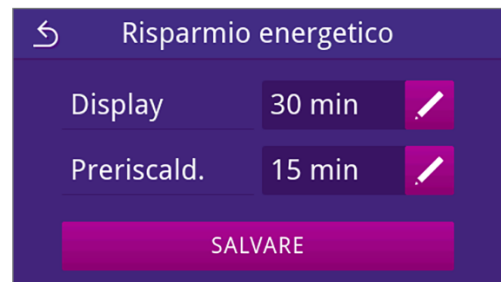 Risparmio energetico
Display 30 min
Preriscald. 15 min
SALVARE